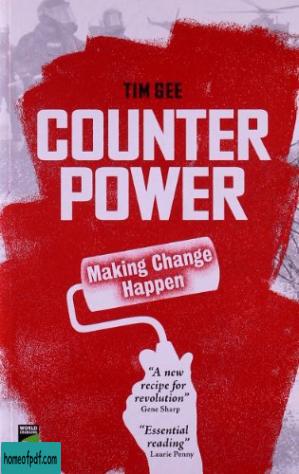 TIM GEE
COUNTER
POWER
Making Change
Happen
"A new
recipe for
revolution"
Gene Sharp
"Essential
reading"
Laurie Penny
WORLD
homeofpdf.com